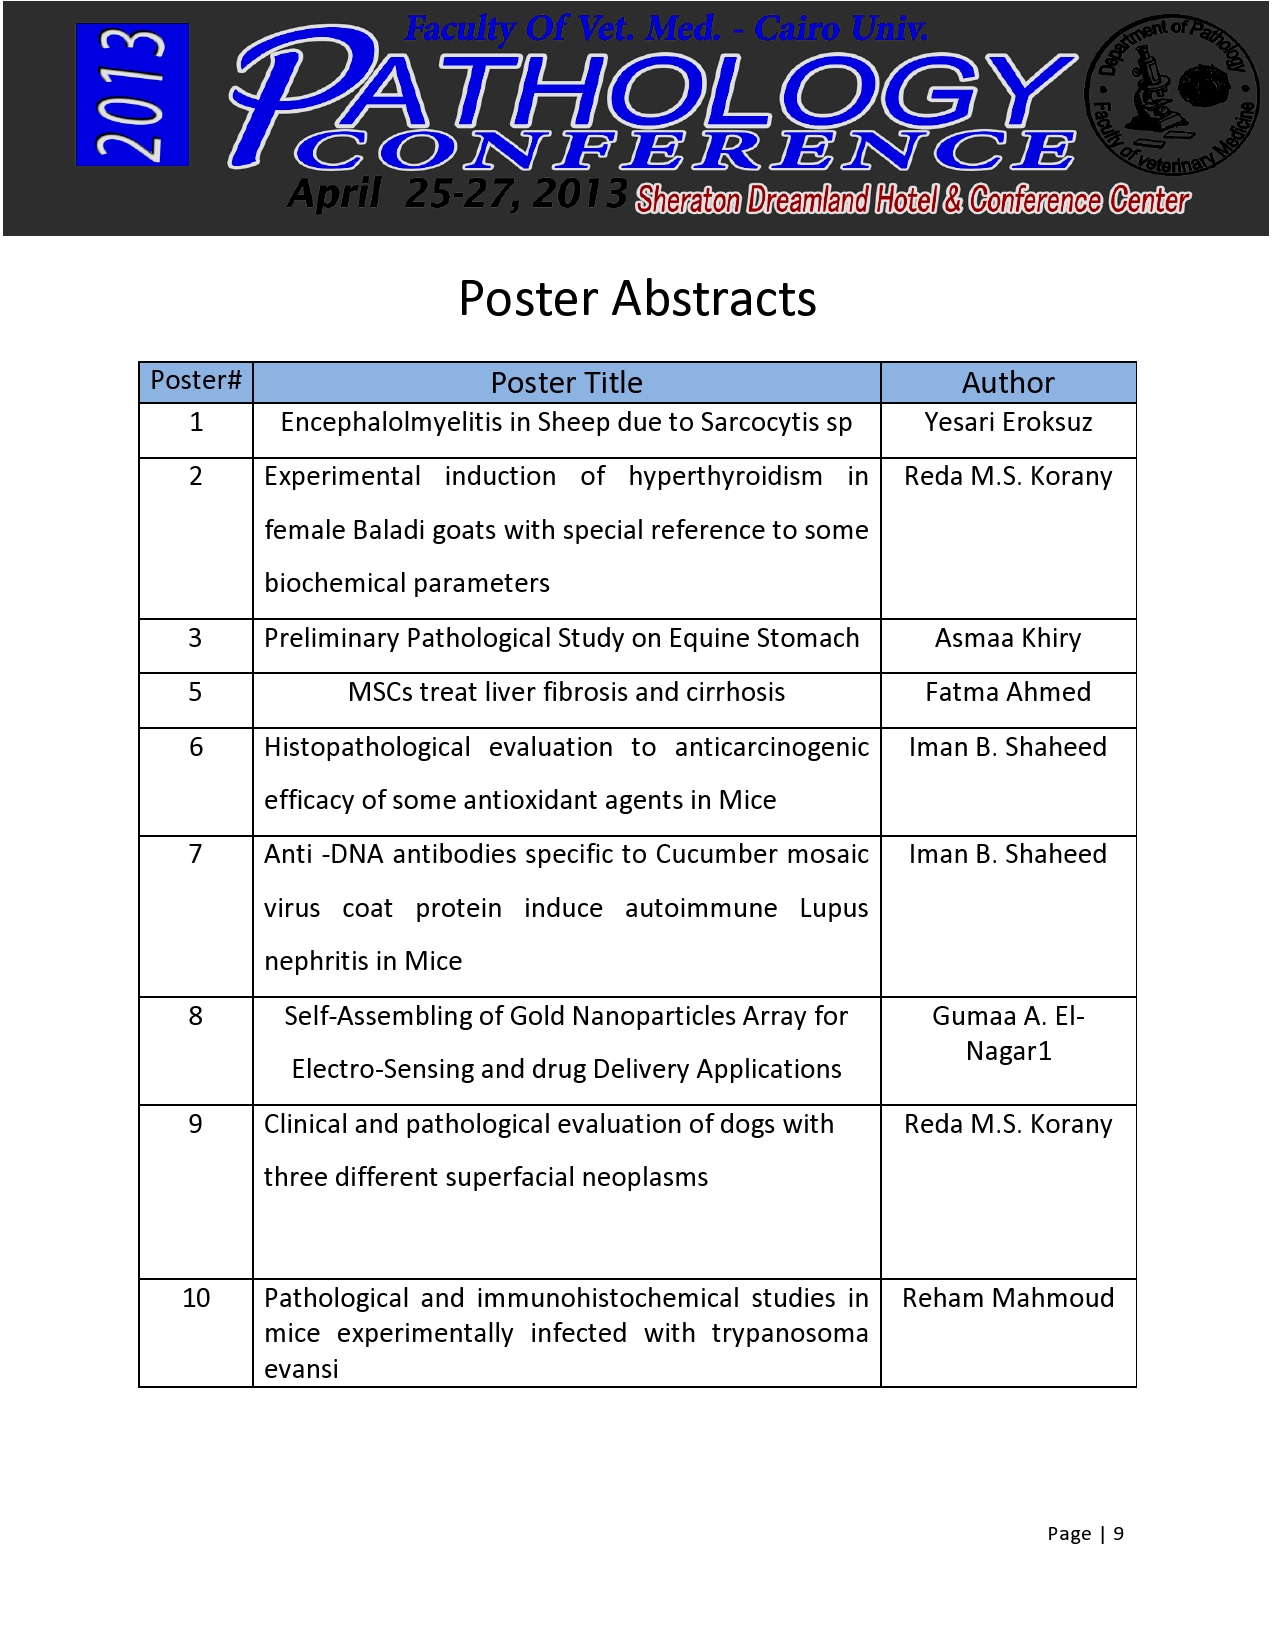 2013
Faculty Of Vet. Med. - Cairo Univ.
PATHOLOGY
CONFERENCE
April 25-27, 2013 Sheraton Dreamland Hotel & Conference Center
Department of Pathology
Faculty of veterinary Medicine
Poster Abstracts
Poster# Poster Title Author
1 Encephalolmyelitis in Sheep due to Sarcocytis sp Yesari Eroksuz
2 Experimental induction of hyperthyroidism in Reda M.S. Korany
female Baladi goats with special reference to some
biochemical parameters
3 Preliminary Pathological Study on Equine Stomach Asmaa Khiry
5 MSCs treat liver fibrosis and cirrhosis Fatma Ahmed
6 Histopathological evaluation to anticarcinogenic Iman B. Shaheed
efficacy of some antioxidant agents in Mice
7 Anti -DNA antibodies specific to Cucumber mosaic Iman B. Shaheed
virus coat protein induce autoimmune Lupus
nephritis in Mice
8 Self-Assembling of Gold Nanoparticles Array for Gumaa A. El-
Electro-Sensing and drug Delivery Applications Nagar1
9 Clinical and pathological evaluation of dogs with Reda M.S. Korany
three different superfacial neoplasms
10 Pathological and immunohistochemical studies in Reham Mahmoud
mice experimentally infected with trypanosoma
evansi
Page | 9